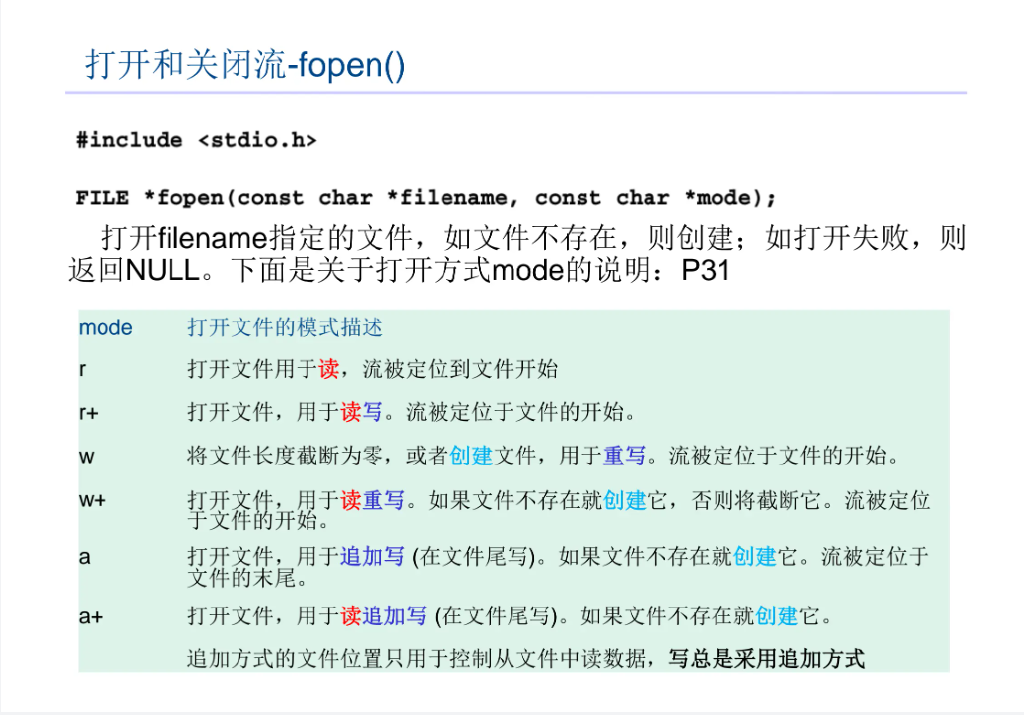 打开和关闭流-fopen()
#include <stdio.h>
FILE *fopen(const char *filename, const char *mode);
打开filename指定的文件，如文件不存在，则创建；如打开失败，则
返回NULL。下面是关于打开方式mode的说明：P31
mode 打开文件的模式描述
r 打开文件用于读，流被定位到文件开始
r+ 打开文件，用于读写。流被定位于文件的开始。
w 将文件长度截断为零，或者创建文件，用于重写。流被定位于文件的开始。
w+ 打开文件，用于读重写。如果文件不存在就创建它，否则将截断它。流被定位
于文件的开始。
a 打开文件，用于追加写 (在文件尾写)。如果文件不存在就创建它。流被定位于
文件的末尾。
a+ 打开文件，用于读追加写 (在文件尾写)。如果文件不存在就创建它。
追加方式的文件位置只用于控制从文件中读数据，写总是采用追加方式